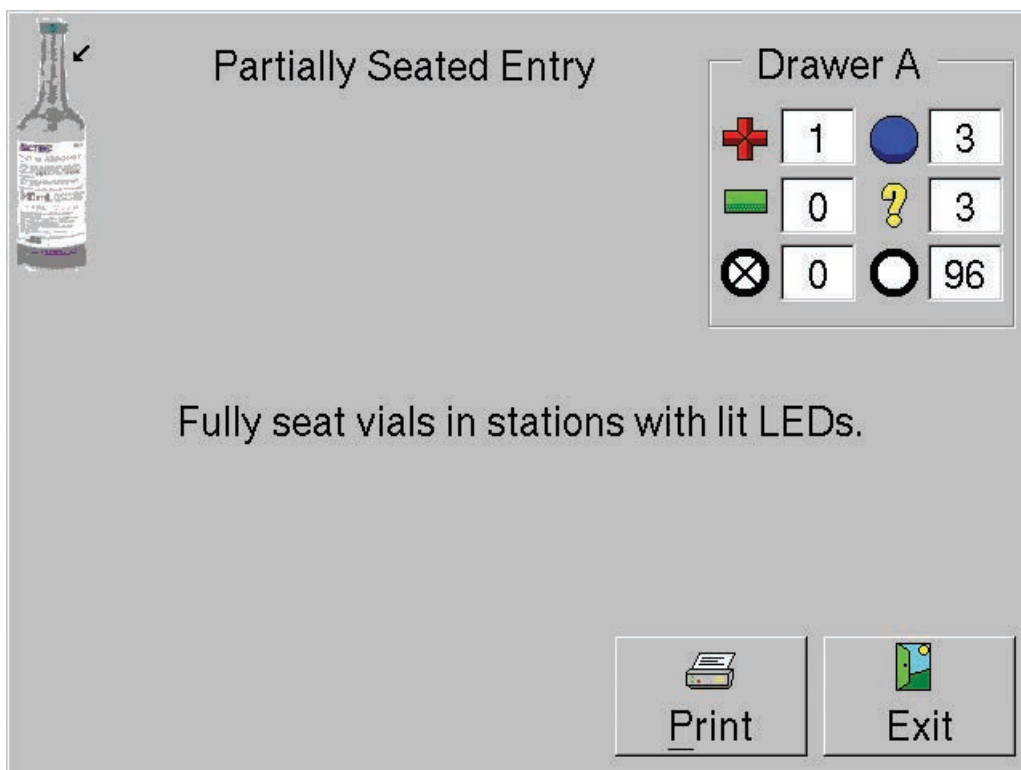 Partially Seated Entry
Drawer A
1 3
0 ? 3
0 96
Fully seat vials in stations with lit LEDs.
Print Exit